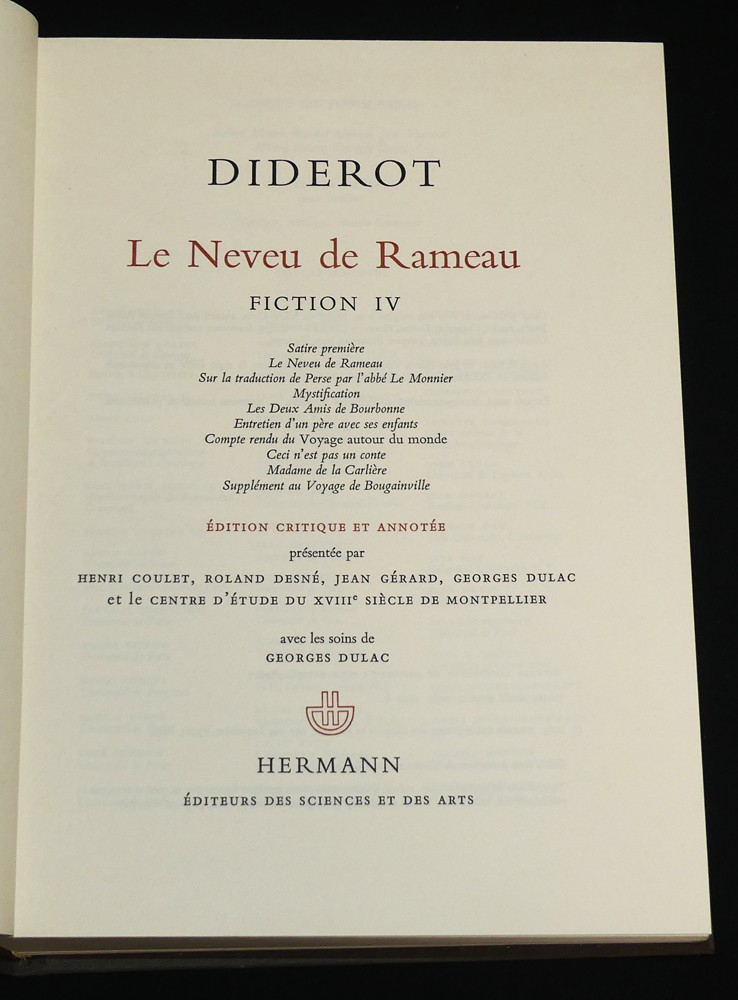 DIDEROT
Le Neveu de Rameau
FICTION IV
Satire première
Le Neveu de Rameau
Sur la traduction de Perse par l'abbé Le Monnier
Mystification
Les Deux Amis de Bourbonne
Entretien d'un père avec ses enfants
Compte rendu du Voyage autour du monde
Ceci n'est pas un conte
Madame de la Carlière
Supplément au Voyage de Bougainville
ÉDITION CRITIQUE ET ANNOTÉE
présentée par
HENRI COULET, ROLAND DESNÉ, JEAN GÉRARD, GEORGES DULAC
et le CENTRE D'ÉTUDE DU XVIIIe SIÈCLE DE MONTPELLIER
avec les soins de
GEORGES DULAC
HERMANN
ÉDITEURS DES SCIENCES ET DES ARTS